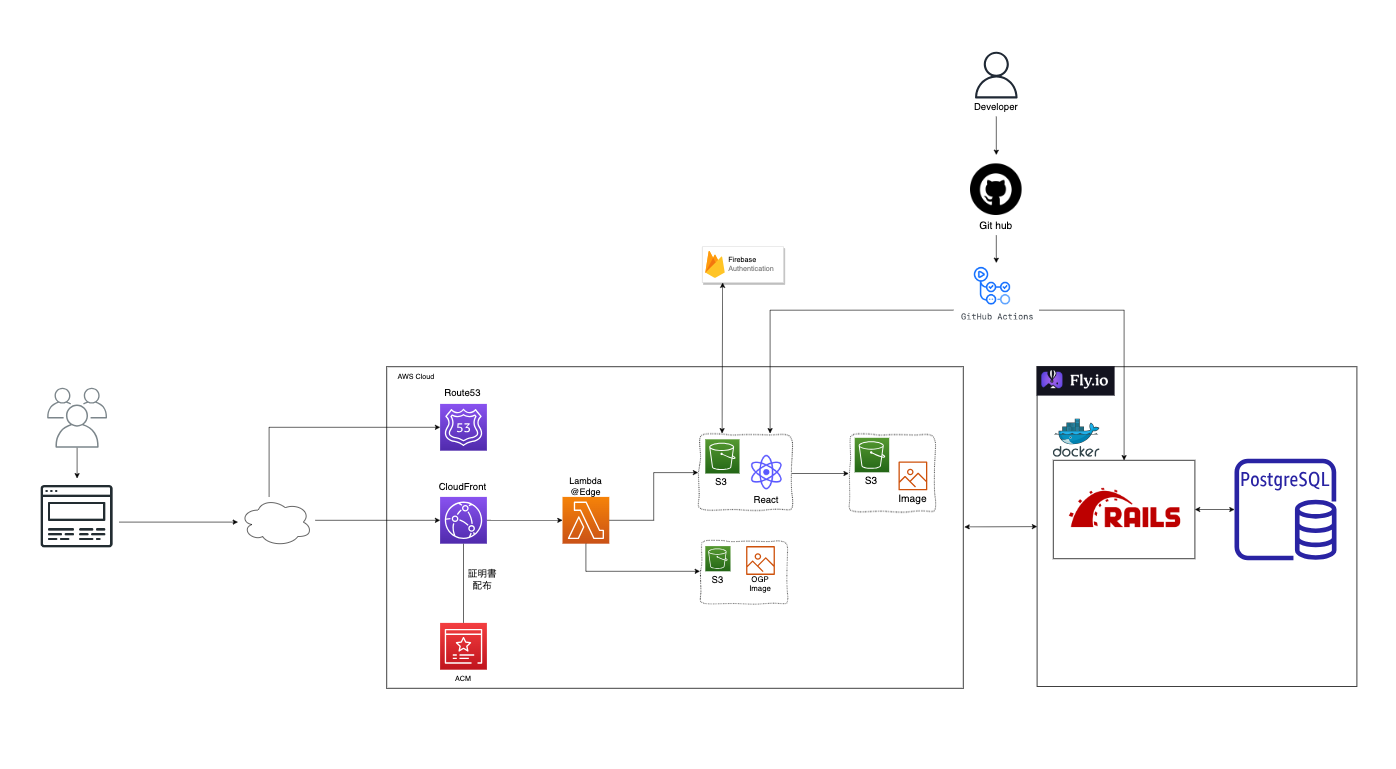 Developer
Git hub
Firebase
Authentication
GitHub Actions
AWS Cloud
Route53
53
Fly.io
docker
CloudFront
Lambda
@Edge
S3
React
S3
Image
RAILS
PostgreSQL
証明書
配布
S3
OGP
Image
ACM